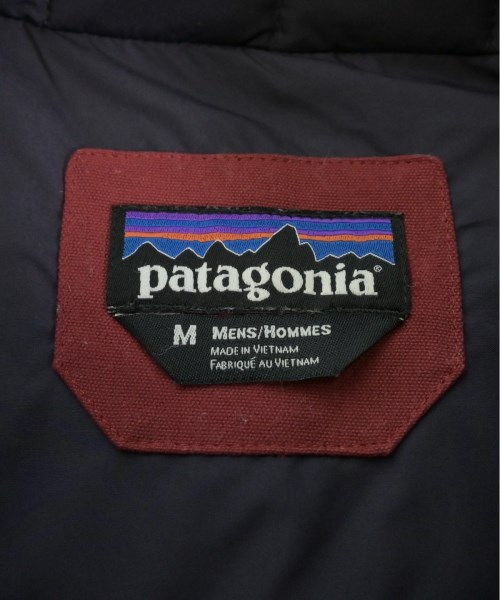 patagonia®
M MENS/HOMMES
MADE IN VIETNAM
FABRIQUÉ AU VIETNAM